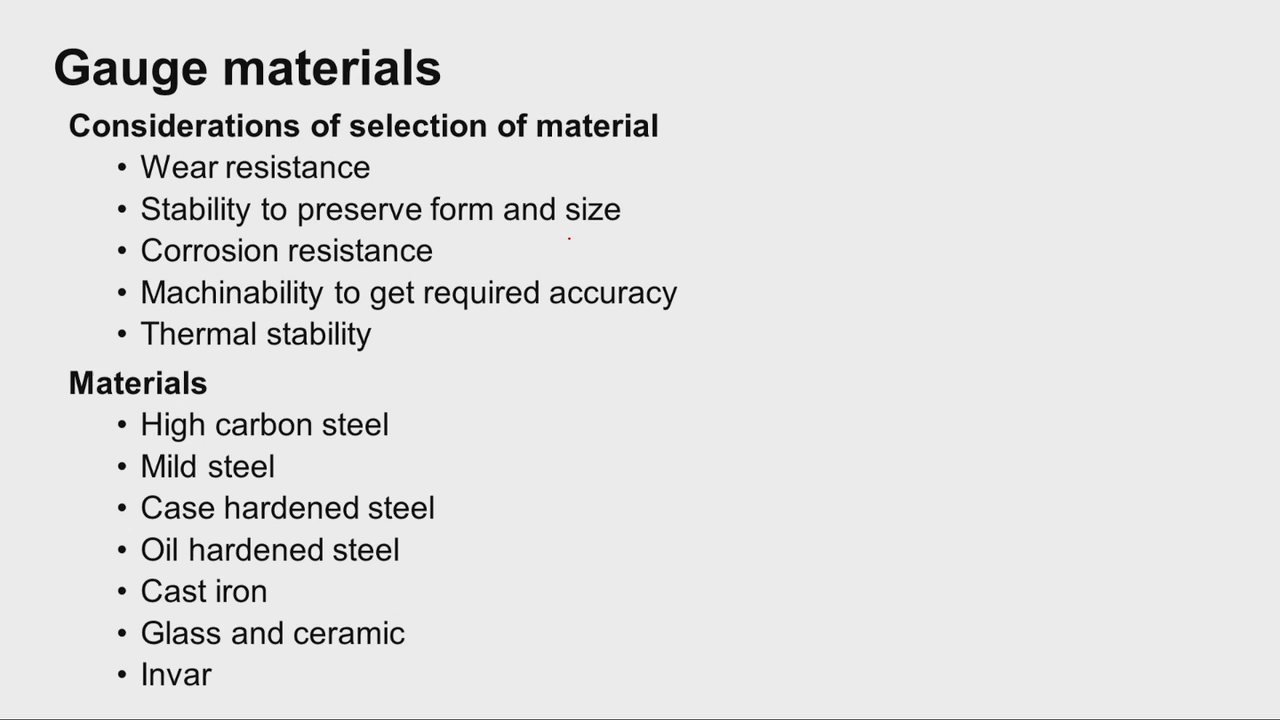 Gauge materials
Considerations of selection of material
• Wear resistance
• Stability to preserve form and size
• Corrosion resistance
• Machinability to get required accuracy
• Thermal stability
Materials
• High carbon steel
• Mild steel
• Case hardened steel
• Oil hardened steel
• Cast iron
• Glass and ceramic
• Invar